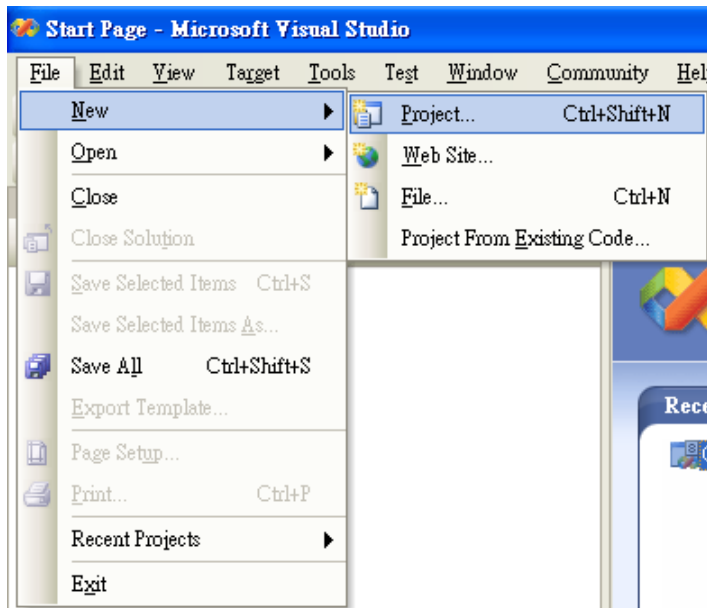 Start Page - Microsoft Visual Studio
File Edit View Target Tools Test Window Community
New
Open
Close
Close Solution
Save Selected Items Ctrl+S
Save Selected Items As...
Save All Ctrl+Shift+S
Export Template...
Page Setup...
Print... Ctrl+P
Recent Projects
Exit
Project... Ctrl+Shift+N
Web Site...
File... Ctrl+N
Project From Existing Code...